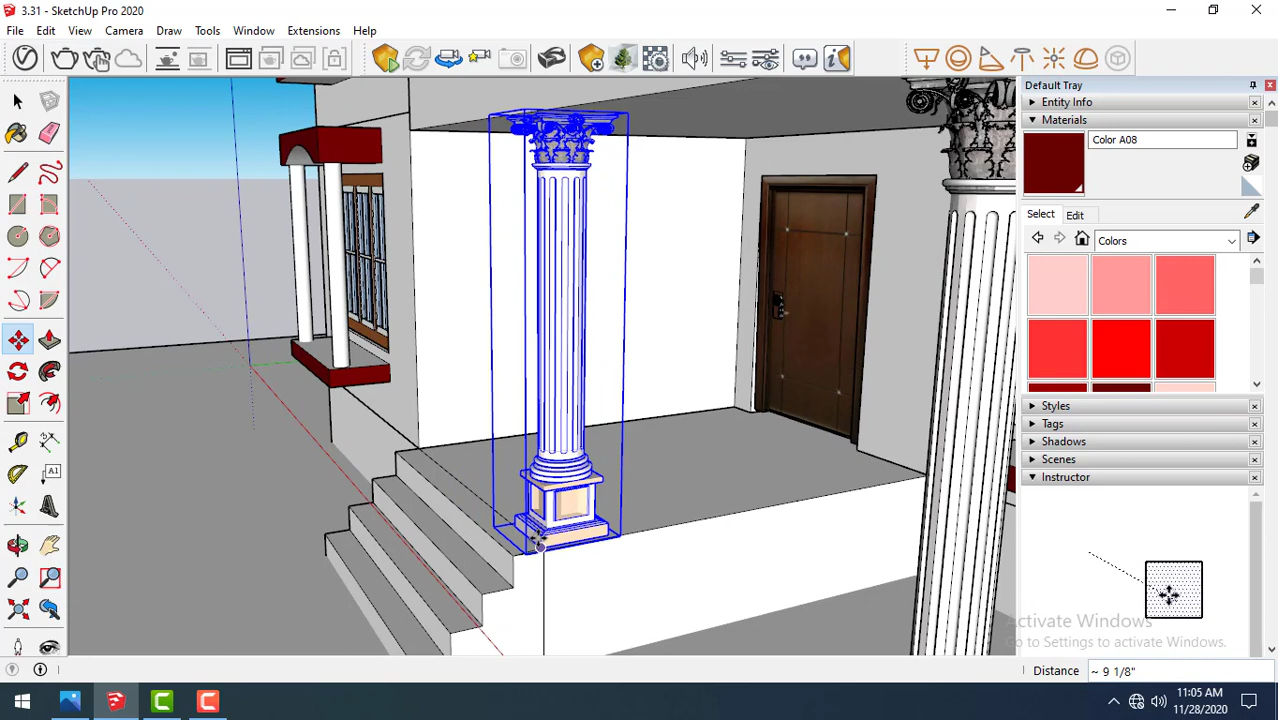 3.31 - SketchUp Pro 2020
File Edit View Camera Draw Tools Window Extensions Help
Default Tray
Entity Info
Materials
Color A08
Select Edit
Colors
A1
Styles
Tags
Shadows
Scenes
Instructor
Activate Windows
Go to Settings to activate Windows.
Distance ~ 9 1/8"
11:05 AM
11/28/2020